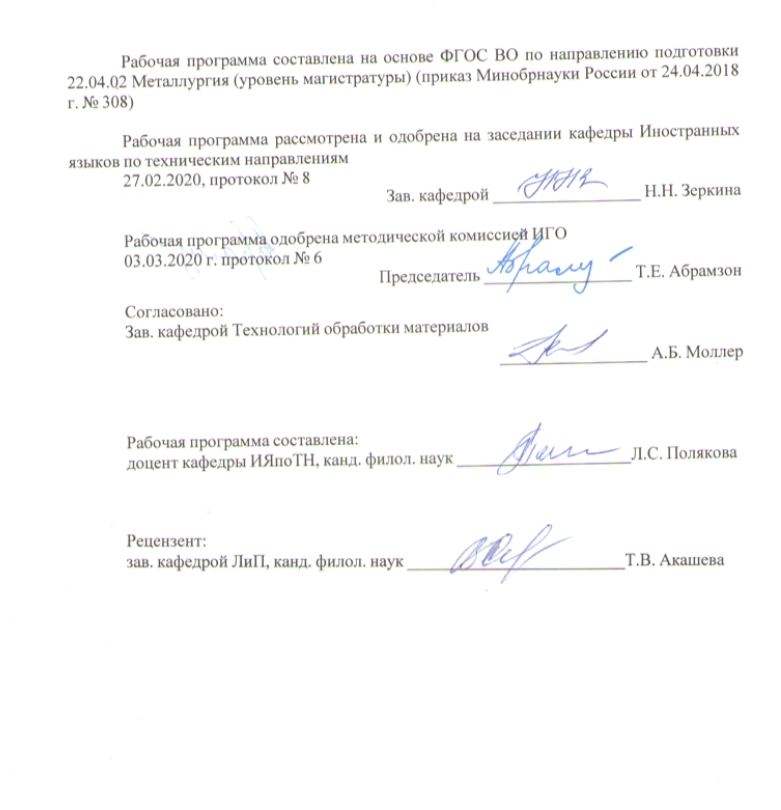 Рабочая программа составлена на основе ФГОС ВО по направлению подготовки
22.04.02 Металлургия (уровень магистратуры) (приказ Минобрнауки России от 24.04.2018
г. № 308)
Рабочая программа рассмотрена и одобрена на заседании кафедры Иностранных
языков по техническим направлениям
27.02.2020, протокол № 8
Зав. кафедрой Н.Н. Зеркина
Рабочая программа одобрена методической комиссией ИГО
03.03.2020 г. протокол № 6
Председатель Абрамз Т.Е. Абрамзон
Согласовано:
Зав. кафедрой Технологий обработки материалов
А.Б. Моллер
Рабочая программа составлена:
доцент кафедры ИЯпоТН, канд. филол. наук Л.С. Полякова
Рецензент:
зав. кафедрой ЛиП, канд. филол. наук Т.В. Акашева